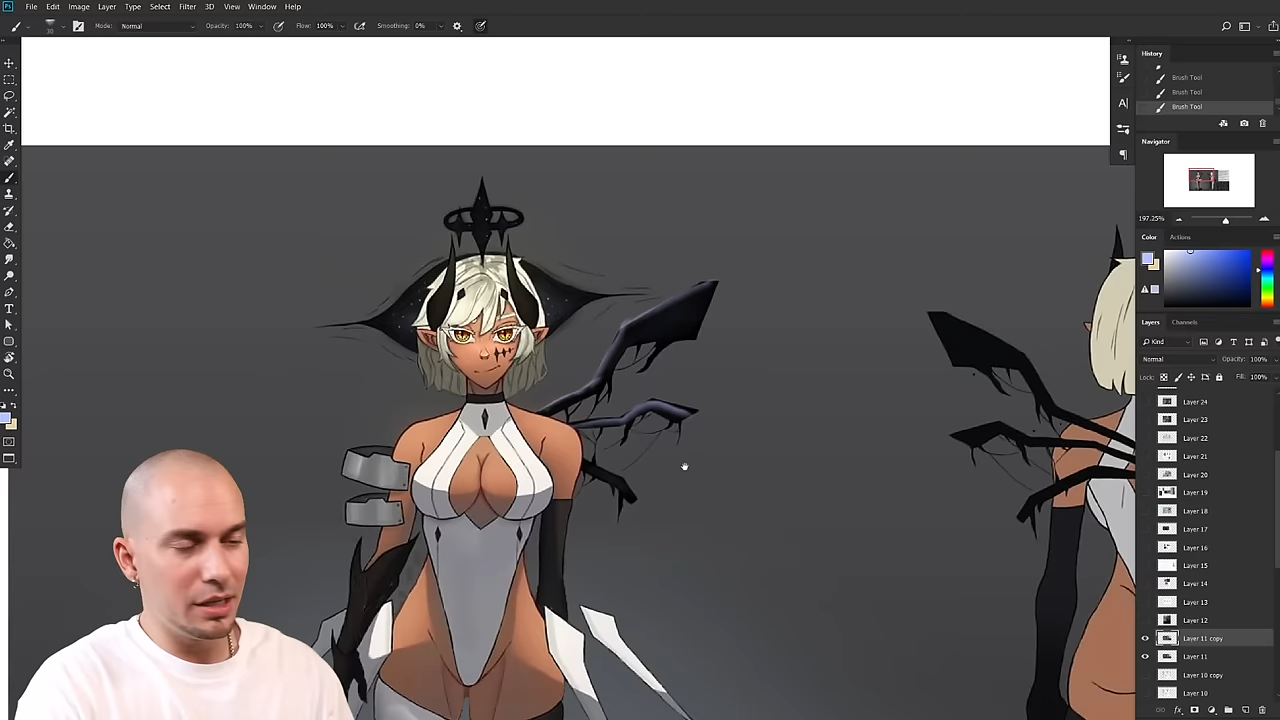 Ps File Edit Image Layer Type Select Filter 3D View Window Help
30 Mode: Normal Opacity: 100% Flow: 100% Smoothing: 0%
History
Brush Tool
Brush Tool
Brush Tool
Navigator
197.25%
Color Actions
Layers Channels
Kind
Normal Opacity: 100%
Lock: Fill: 100%
Layer 24
Layer 23
Layer 22
Layer 21
Layer 20
Layer 19
Layer 18
Layer 17
Layer 16
Layer 15
Layer 14
Layer 13
Layer 12
Layer 11 copy
Layer 11
Layer 10 copy
Layer 10